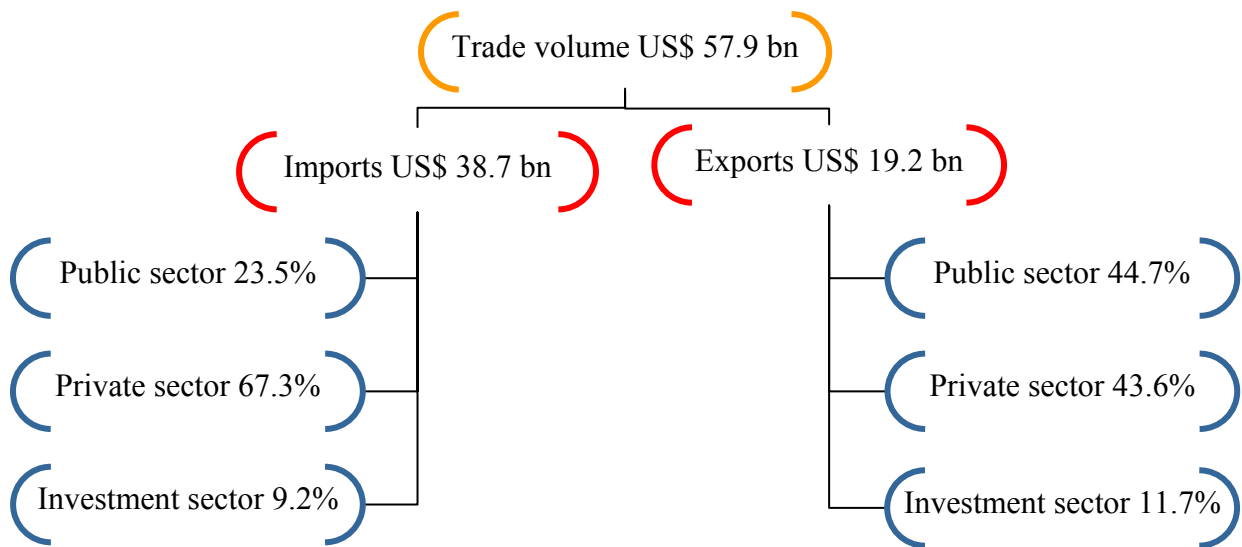 Trade volume US$ 57.9 bn
Imports US$ 38.7 bn
Exports US$ 19.2 bn
Public sector 23.5%
Public sector 44.7%
Private sector 67.3%
Private sector 43.6%
Investment sector 9.2%
Investment sector 11.7%